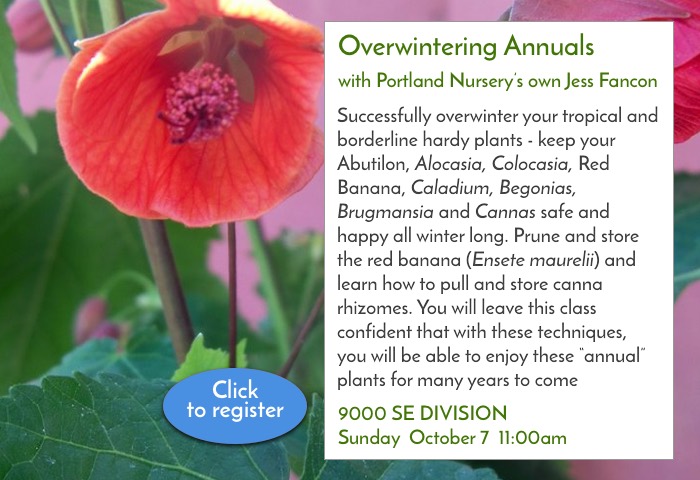 Overwintering Annuals
with Portland Nursery's own Jess Fancon
Successfully overwinter your tropical and
borderline hardy plants - keep your
Abutilon, Alocasia, Colocasia, Red
Banana, Caladium, Begonias,
Brugmansia and Cannas safe and
happy all winter long. Prune and store
the red banana (Ensete maurelii) and
learn how to pull and store canna
rhizomes. You will leave this class
confident that with these techniques,
you will be able to enjoy these "annual"
plants for many years to come
9000 SE DIVISION
Sunday October 7 11:00am
Click
to register